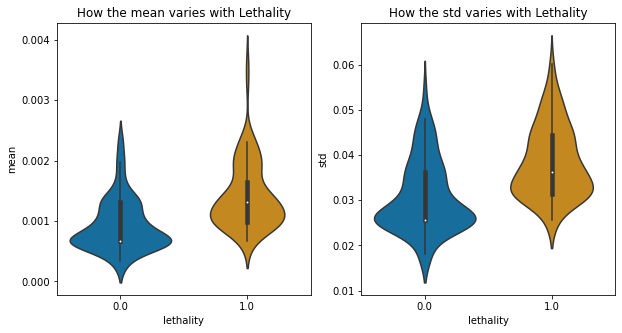 How the mean varies with Lethality
0.004
0.003
0.002
0.001
0.000
mean
0.0
1.0
lethality
How the std varies with Lethality
0.06
0.05
0.04
0.03
0.02
0.01
std
0.0
1.0
lethality